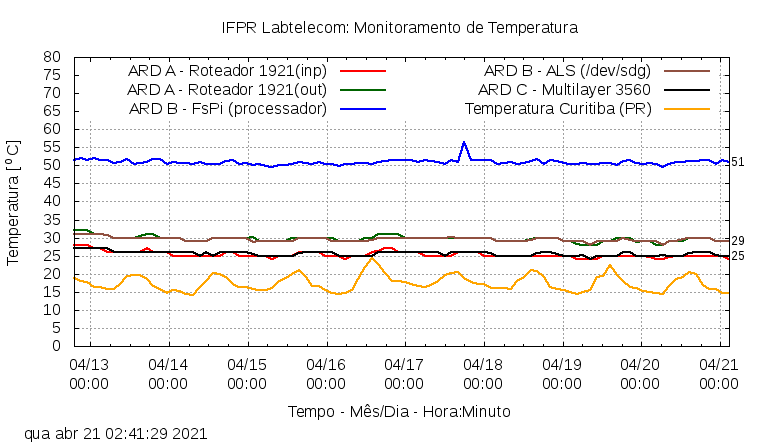 IFPR Labtelecom: Monitoramento de Temperatura
ARD A - Roteador 1921(inp)
ARD A - Roteador 1921(out)
ARD B - FsPi (processador)
ARD B - ALS (/dev/sdg)
ARD C - Multilayer 3560
Temperatura Curitiba (PR)
Temperatura [ ⁰ C]
80
75
70
65
60
55
50
45
40
35
30
25
20
15
10
5
0
51
29
25
04/13 04/14 04/15 04/16 04/17 04/18 04/19 04/20 04/21
00:00 00:00 00:00 00:00 00:00 00:00 00:00 00:00 00:00
Tempo - Mês/Dia - Hora:Minuto
qua abr 21 02:41:29 2021